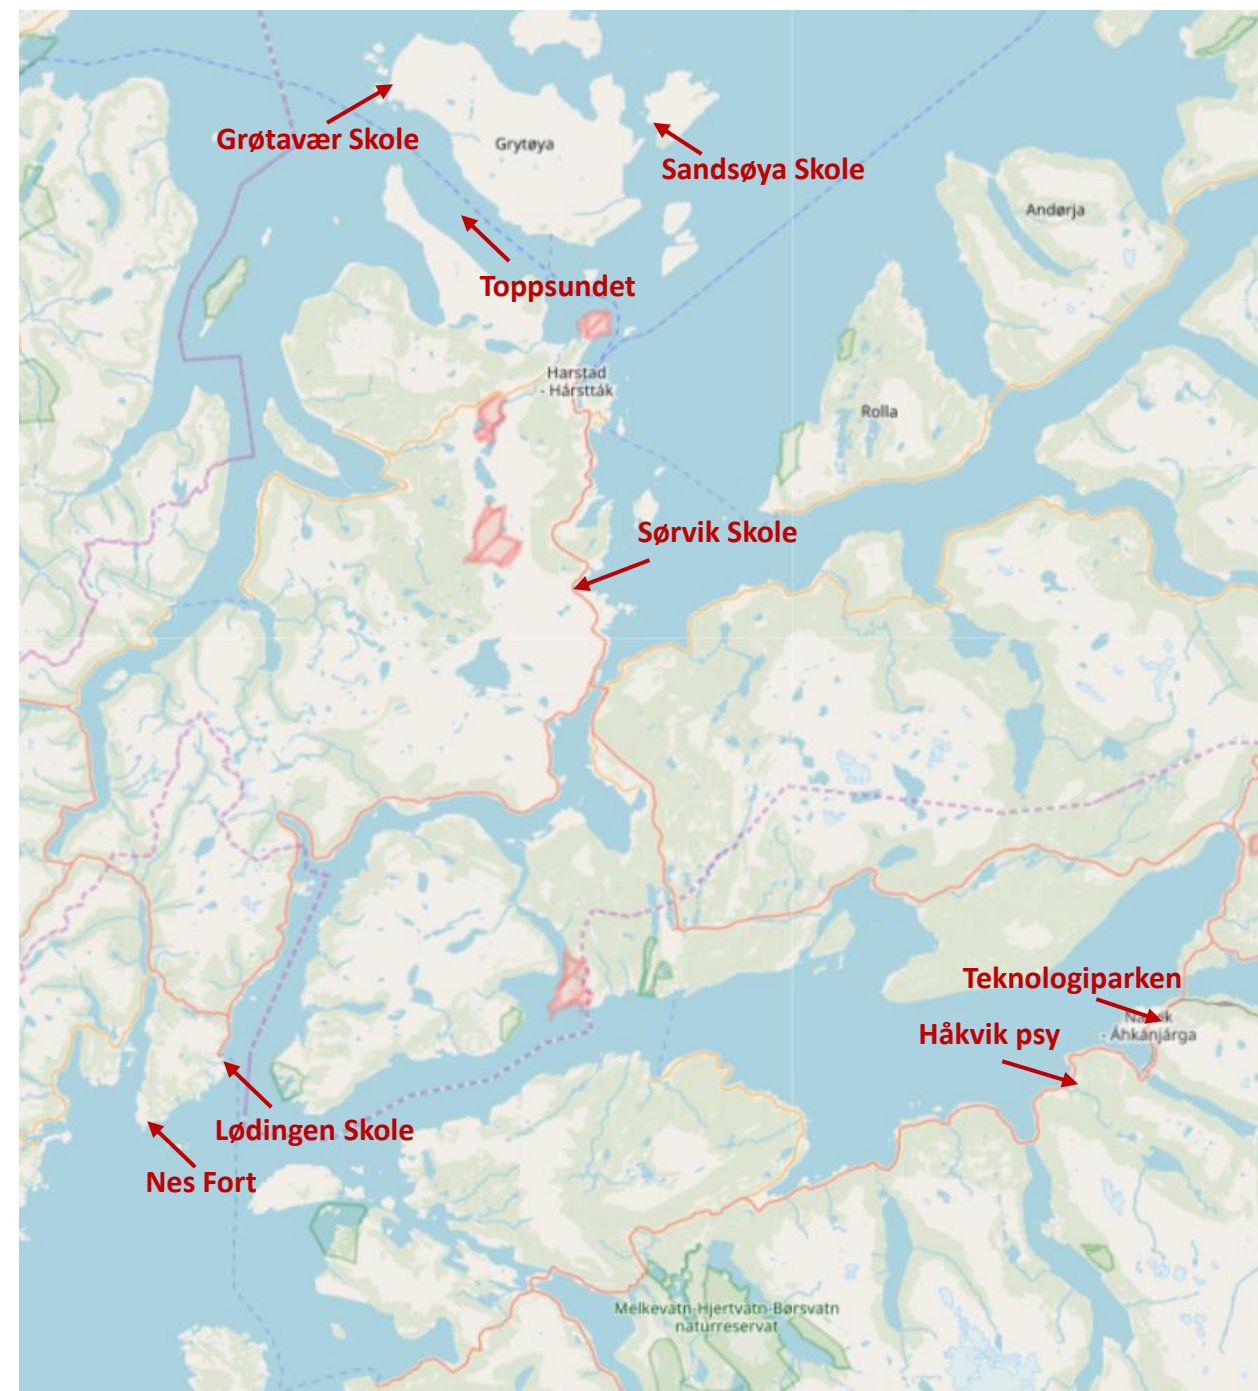 Grøtavær Skole
Grytøya
Sandsøya Skole
Andørja
Toppsundet
Harstad
- Hárstták
Rolla
Sørvik Skole
Teknologiparken
- Áhkánjárga
Håkvik psy
Lødingen Skole
Nes Fort
Melkevatn-Hjertvatn-Børsvatn
naturreservat